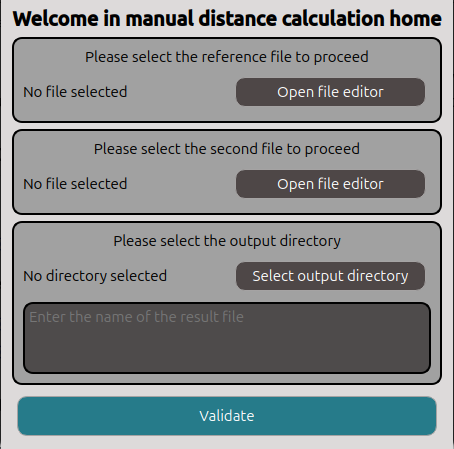 Welcome in manual distance calculation home
Please select the reference file to proceed
No file selected
Open file editor
Please select the second file to proceed
No file selected
Open file editor
Please select the output directory
No directory selected
Select output directory
Enter the name of the result file
Validate